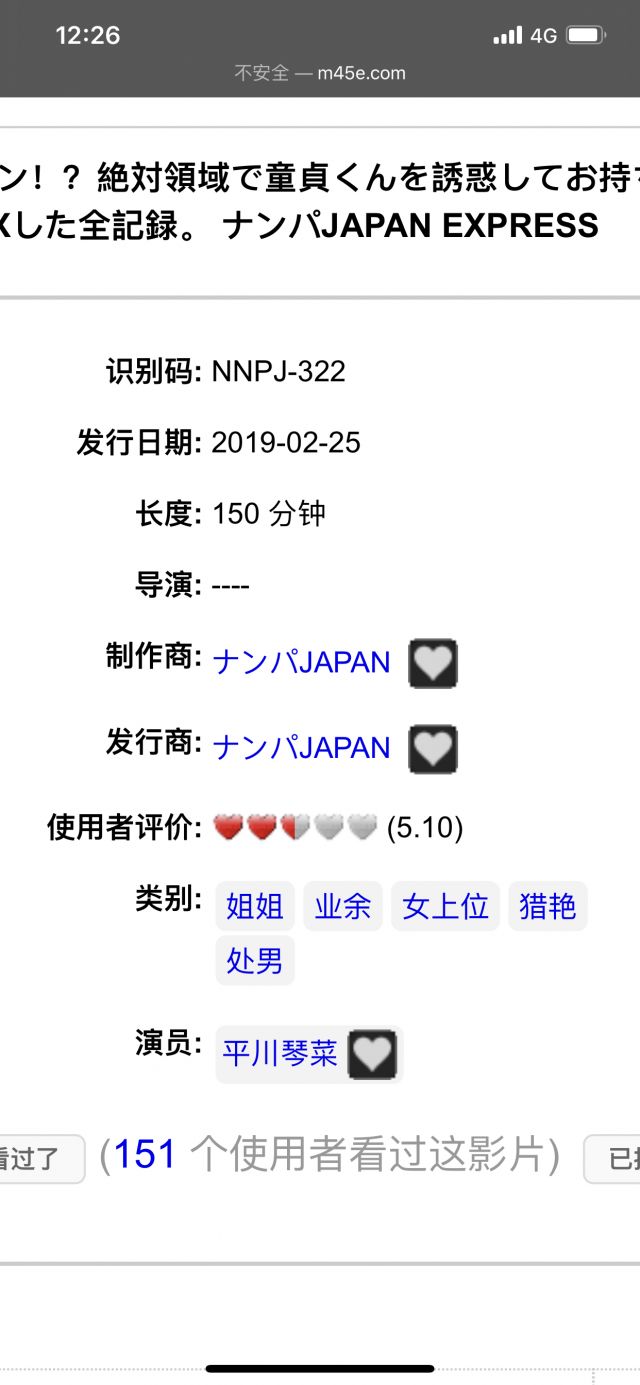 12:26
4G
不安全 — m45e.com
ン！？ 絶対領域で童貞くんを誘惑してお持
Xした全記録。 ナンパJAPAN EXPRESS
识别码: NNPJ-322
发行日期: 2019-02-25
长度: 150 分钟
导演: ----
制作商: ナンパJAPAN
发行商: ナンパJAPAN
使用者评价: (5.10)
类别: 姐姐 业余 女上位 猎艳
处男
演员: 平川琴菜
看过了 (151 个使用者看过这影片) 已